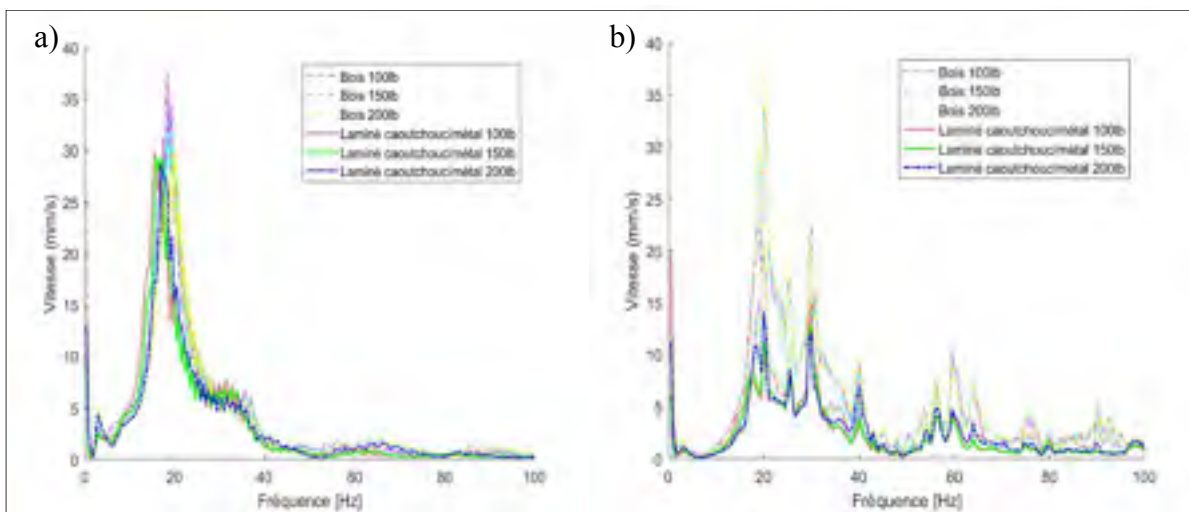 a)
40
35
30
25
20
15
10
5
0
Vitesse (mm/s)
Bois 100lb
Bois 150lb
Bois 200lb
Laminé caoutchouc/métal 100lb
Laminé caoutchouc/métal 150lb
Laminé caoutchouc/métal 200lb
0 20 40 60 80 100
Fréquence [Hz]
b)
40
35
30
25
20
15
10
5
0
Vitesse (mm/s)
Bois 100lb
Bois 150lb
Bois 200lb
Laminé caoutchouc/métal 100lb
Laminé caoutchouc/métal 150lb
Laminé caoutchouc/métal 200lb
0 20 40 60 80 100
Fréquence [Hz]